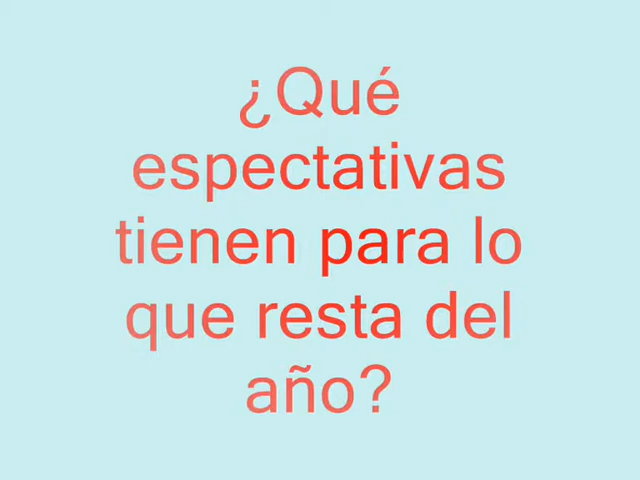 ¿Qué
espectativas
tienen para lo
que resta del
año?